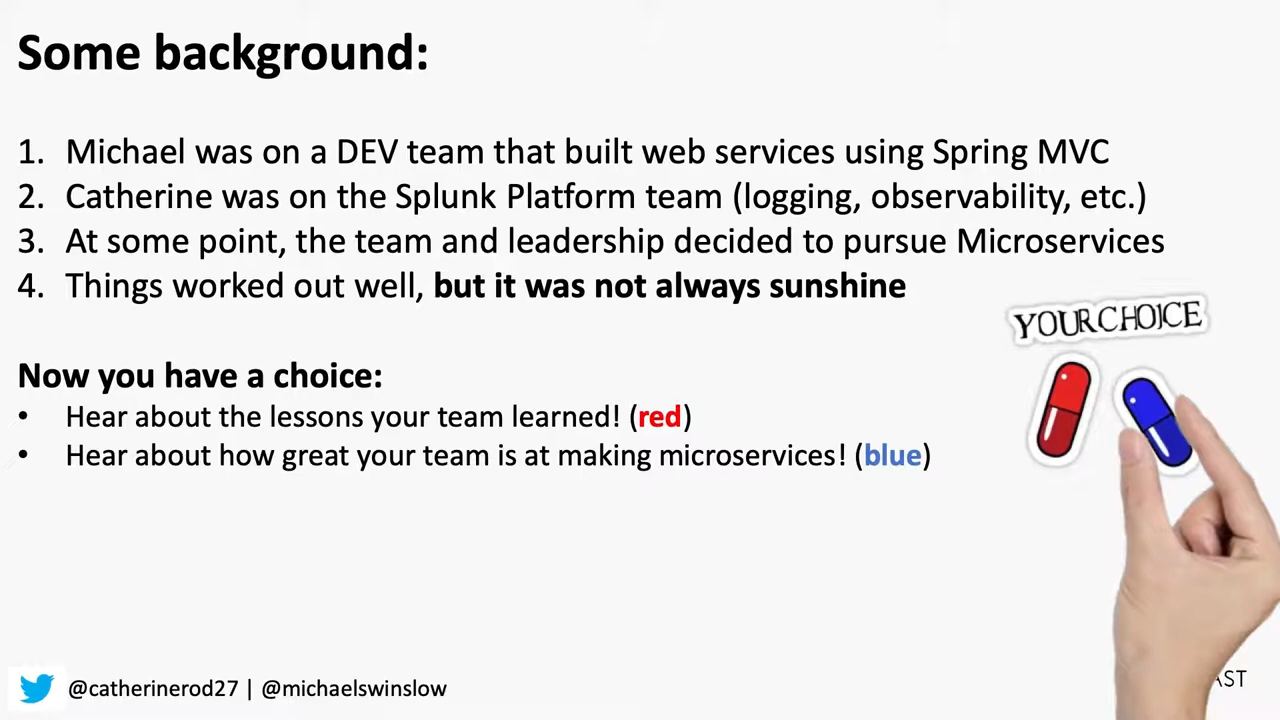 Some background:
1. Michael was on a DEV team that built web services using Spring MVC
2. Catherine was on the Splunk Platform team (logging, observability, etc.)
3. At some point, the team and leadership decided to pursue Microservices
4. Things worked out well, but it was not always sunshine
YOUR CHOICE
Now you have a choice:
• Hear about the lessons your team learned! (red)
• Hear about how great your team is at making microservices! (blue)
@catherinerod27 | @michaelswinslow